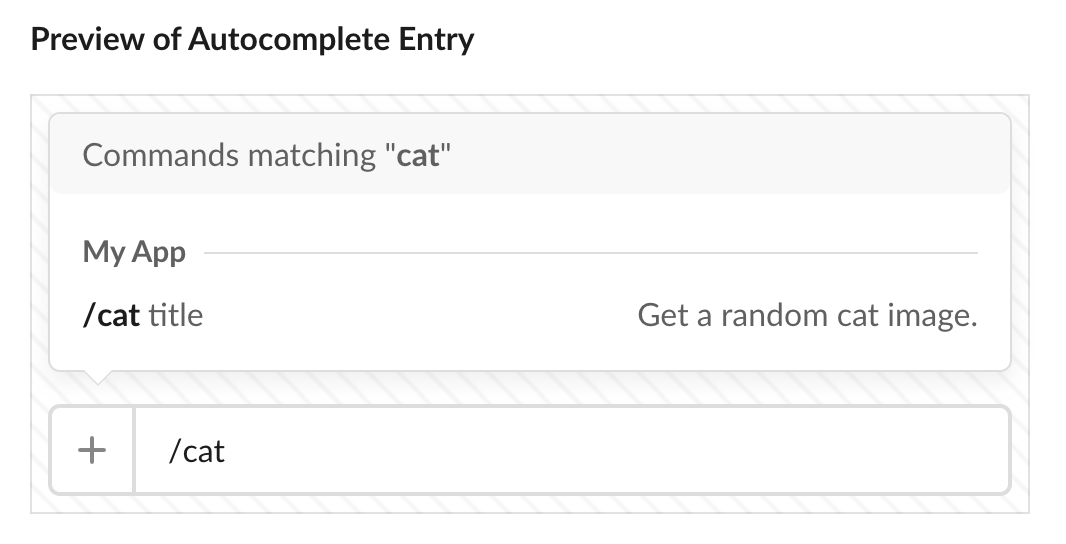 Preview of Autocomplete Entry
Commands matching "cat"
My App
/cat title Get a random cat image.
/cat